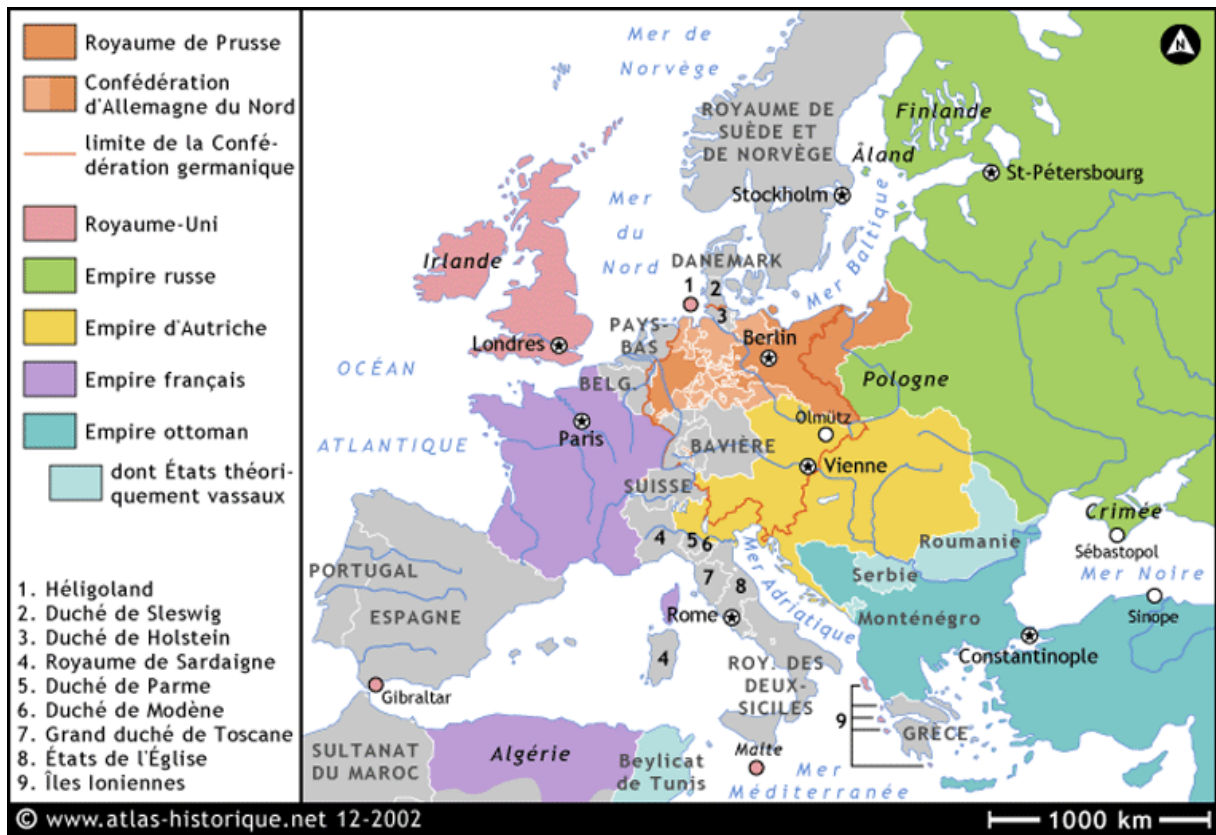 Royaume de Prusse
Confédération
d'Allemagne du Nord
limite de la Confé-
dération germanique
Royaume-Uni
Empire russe
Empire d'Autriche
Empire français
Empire ottoman
dont États théori-
quement vassaux
1. Héligoland
2. Duché de Sleswig
3. Duché de Holstein
4. Royaume de Sardaigne
5. Duché de Parme
6. Duché de Modène
7. Grand duché de Toscane
8. États de l'Église
9. Îles Ioniennes
N
Mer de
Norvège
ROYAUME DE
SUÈDE ET
DE NORVÈGE
Finlande
Åland
St-Pétersbourg
Stockholm
Mer
du
Nord
Mer Baltique
Irlande
DANEMARK
1
2
3
Londres
PAYS-
BAS
Berlin
OCÉAN
ATLANTIQUE
BELG.
Pologne
Paris
Olmütz
BAVIÈRE
Vienne
SUISSE
Crimée
Sébastopol
Roumanie
4
5
6
Mer Noire
PORTUGAL
ESPAGNE
7
8
Mer Adriatique
Serbie
Monténégro
Sinope
Rome
4
Constantinople
ROY. DES
DEUX-
SICILES
Gibraltar
9
GRÈCE
SULTANAT
DU MAROC
Algérie
Beylicat
de Tunis
Malte
Mer
Méditerranée
© www.atlas-historique.net 12-2002
1000 km